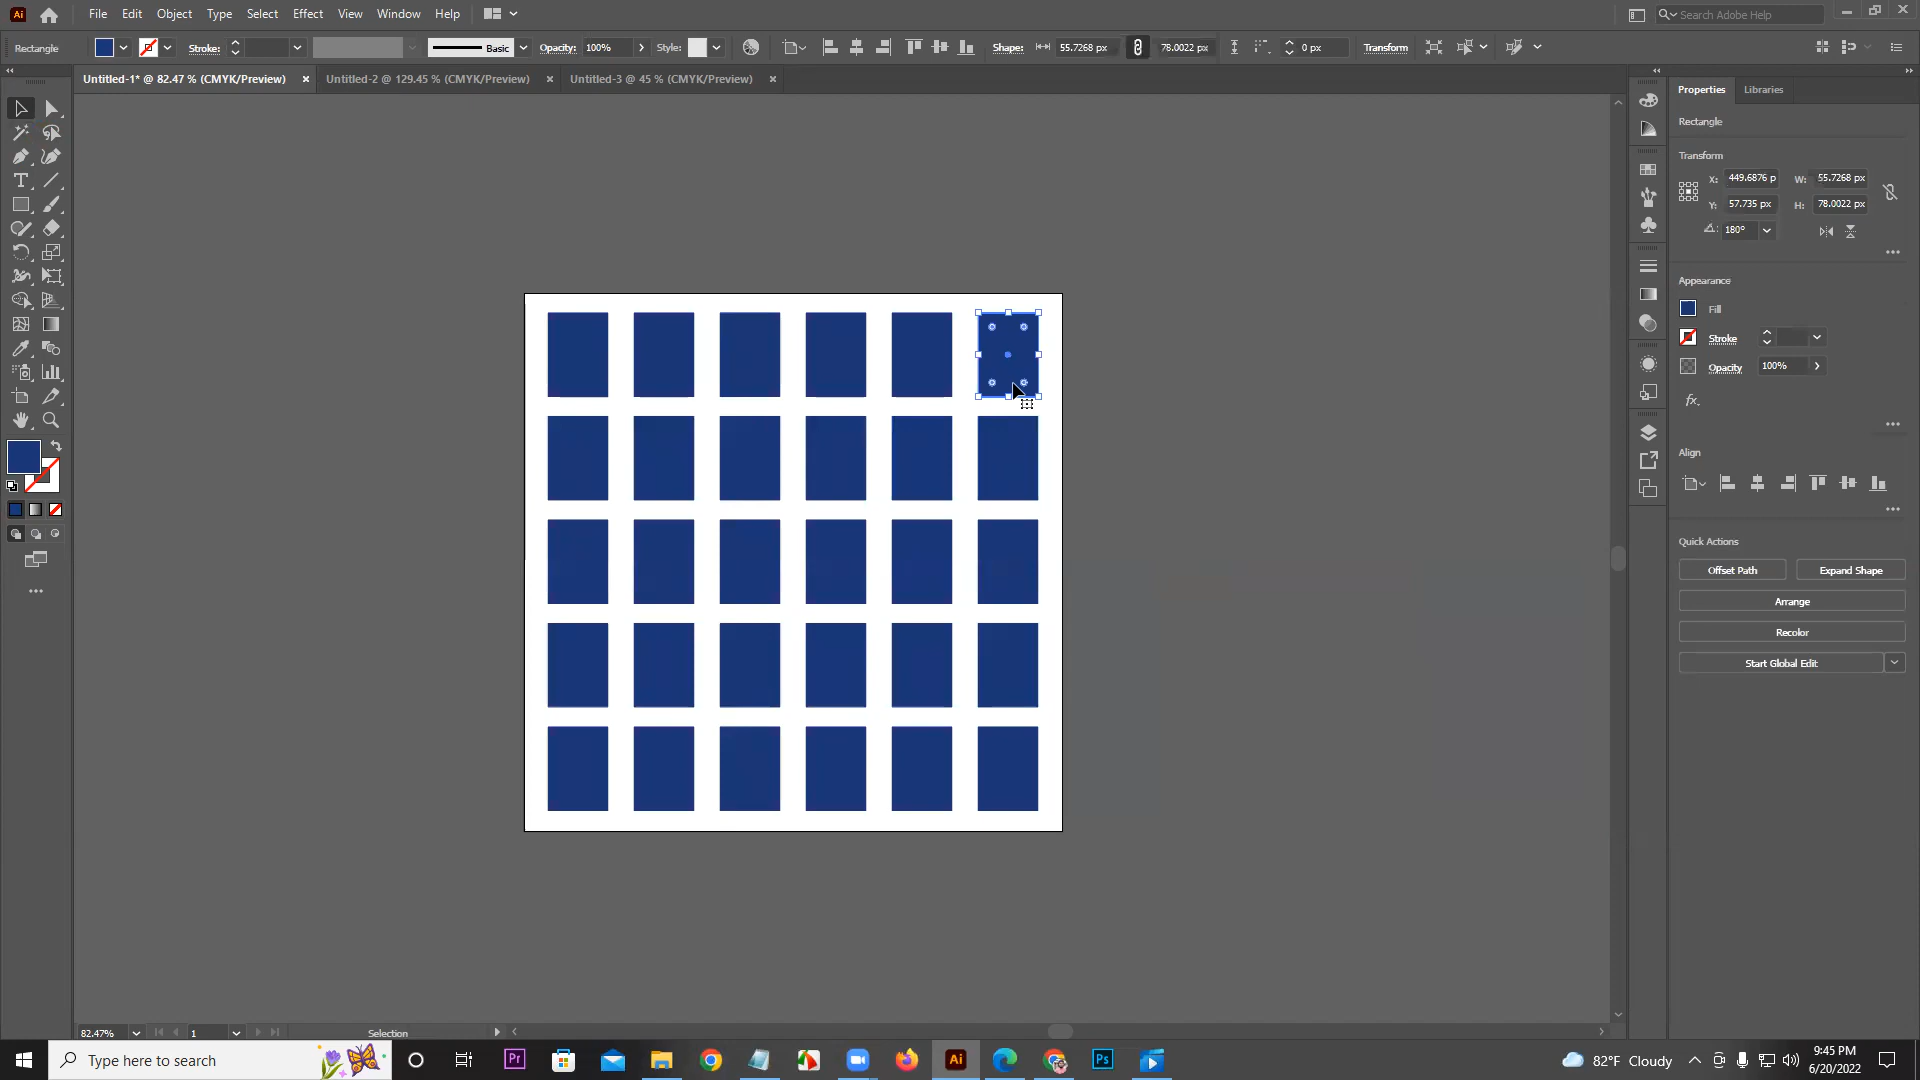 Ai File Edit Object Type Select Effect View Window Help Search Adobe Help
Rectangle Stroke: Basic Opacity: 100% Style: Shape: 55.7268 px 78.0022 px 0 px Transform
Untitled-1* @ 82.47 % (CMYK/Preview) × Untitled-2 @ 129.45 % (CMYK/Preview) × Untitled-3 @ 45 % (CMYK/Preview) ×
Properties Libraries
Rectangle
Transform
X: 449.6876 p W: 55.7268 px
Y: 57.735 px H: 78.0022 px
180°
Appearance
Fill
Stroke
Opacity 100%
fx.
Align
Quick Actions
Offset Path Expand Shape
Arrange
Recolor
Start Global Edit
82.47% 1 Selection
Type here to search Pr Ai Ps 82°F Cloudy 9:45 PM
6/20/2022